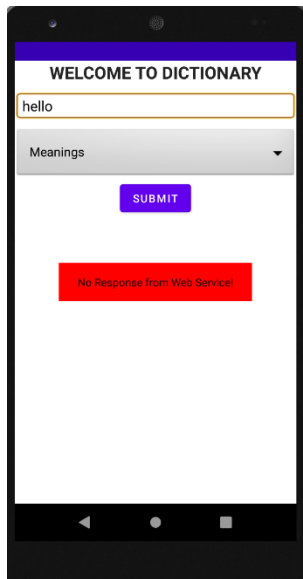 WELCOME TO DICTIONARY
hello
Meanings
SUBMIT
No Response from Web Service!